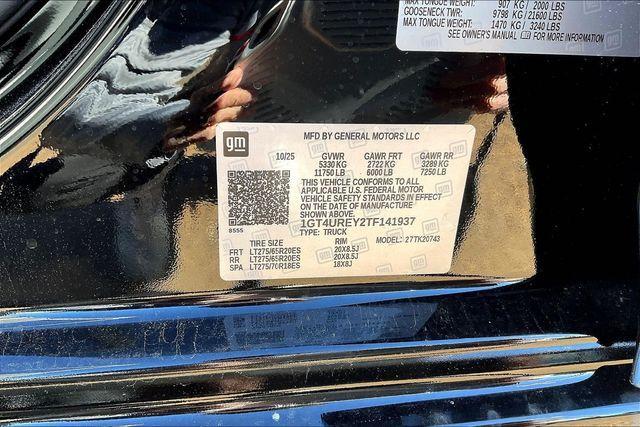 MAX TONGUE WEIGHT: 907 KG / 2000 LBS
GOOSENECK TWR: 9798 KG / 21600 LBS
MAX TONGUE WEIGHT: 1470 KG / 3240 LBS
SEE OWNER'S MANUAL FOR MORE INFORMATION
gm
MFD BY GENERAL MOTORS LLC
10/25 GVWR GAWR FRT GAWR RR
5330 KG 2722 KG 3289 KG
11750 LB 6000 LB 7250 LB
THIS VEHICLE CONFORMS TO ALL
APPLICABLE U.S. FEDERAL MOTOR
VEHICLE SAFETY STANDARDS IN EFFECT
ON THE DATE OF MANUFACTURE
SHOWN ABOVE.
1GT4UREY2TF141937
8555 TYPE: TRUCK MODEL: 27TK20743
TIRE SIZE RIM
FRT LT275/65R20ES 20X8.5J
RR LT275/65R20ES 20X8.5J
SPA LT275/70R18ES 18X8J